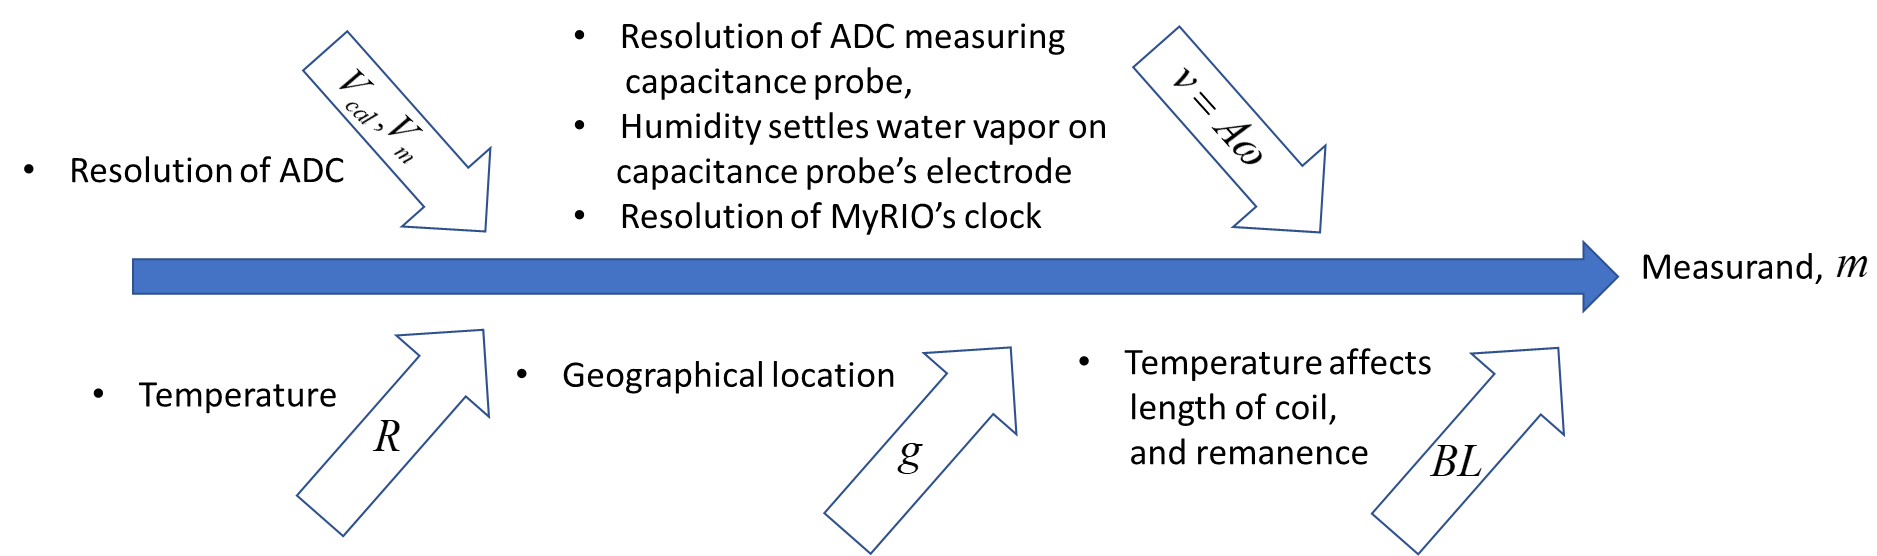 • Resolution of ADC
V_cal, V_m
• Resolution of ADC measuring
capacitance probe,
• Humidity settles water vapor on
capacitance probe’s electrode
• Resolution of MyRIO’s clock
v = Aω
Measurand, m
• Temperature
R
• Geographical location
g
• Temperature affects
length of coil,
and remanence
BL